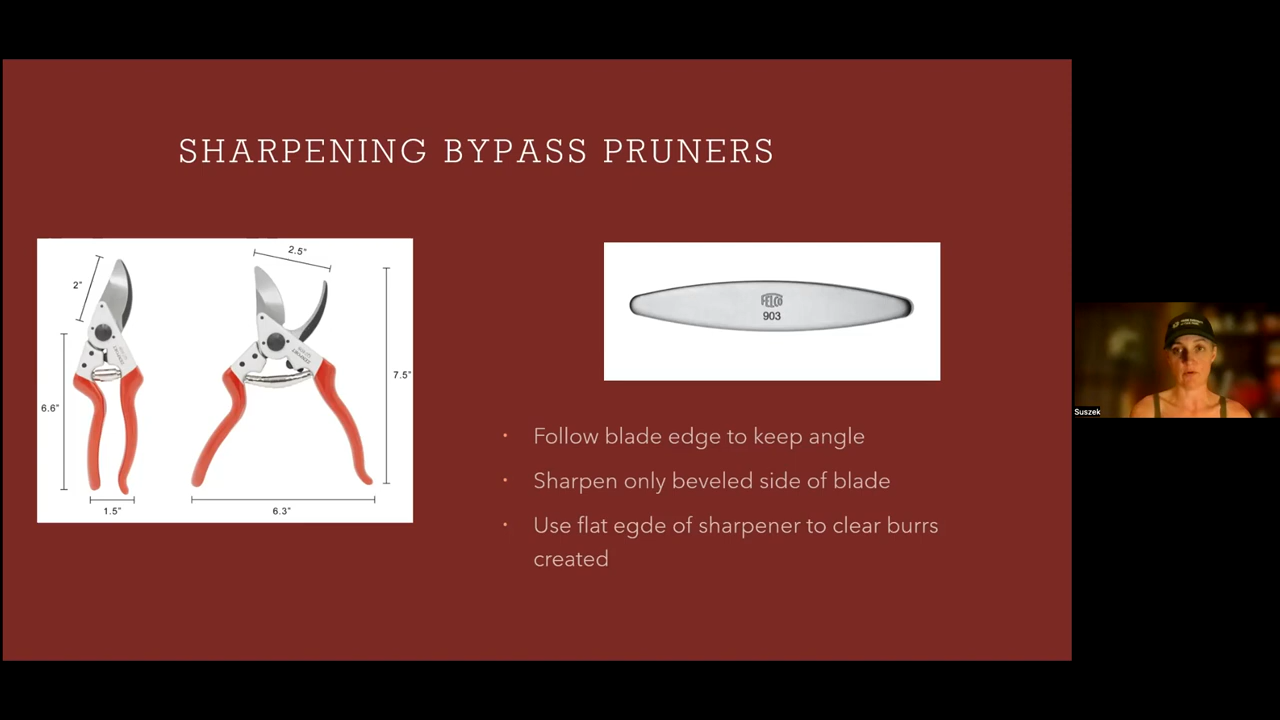 SHARPENING BYPASS PRUNERS
2"
6.6"
1.5"
2.5"
7.5"
6.3"
FELCO
903
· Follow blade edge to keep angle
· Sharpen only beveled side of blade
· Use flat egde of sharpener to clear burrs
created
Suszek